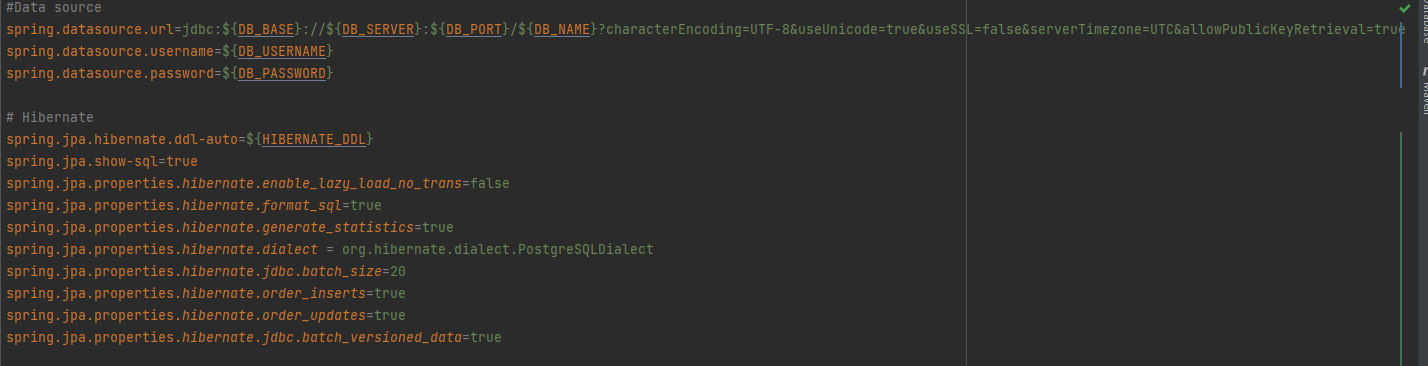 #Data source
spring.datasource.url=jdbc:${DB_BASE}://${DB_SERVER}:${DB_PORT}/${DB_NAME}?characterEncoding=UTF-8&useUnicode=true&useSSL=false&serverTimezone=UTC&allowPublicKeyRetrieval=true
spring.datasource.username=${DB_USERNAME}
spring.datasource.password=${DB_PASSWORD}
# Hibernate
spring.jpa.hibernate.ddl-auto=${HIBERNATE_DDL}
spring.jpa.show-sql=true
spring.jpa.properties.hibernate.enable_lazy_load_no_trans=false
spring.jpa.properties.hibernate.format_sql=true
spring.jpa.properties.hibernate.generate_statistics=true
spring.jpa.properties.hibernate.dialect = org.hibernate.dialect.PostgreSQLDialect
spring.jpa.properties.hibernate.jdbc.batch_size=20
spring.jpa.properties.hibernate.order_inserts=true
spring.jpa.properties.hibernate.order_updates=true
spring.jpa.properties.hibernate.jdbc.batch_versioned_data=true